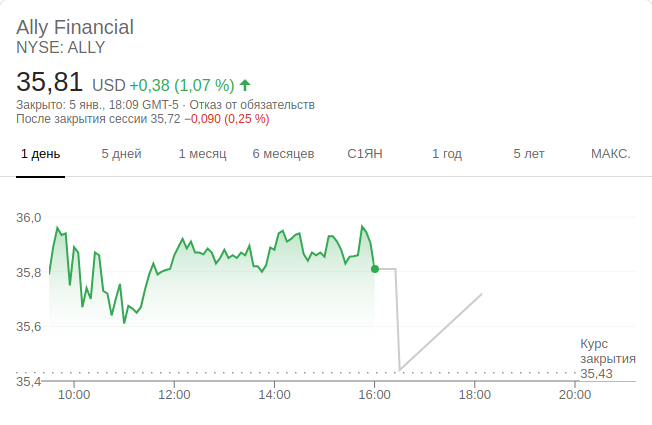 Ally Financial
NYSE: ALLY
35,81 USD +0,38 (1,07 %)
Закрыто: 5 янв., 18:09 GMT-5 · Отказ от обязательств
После закрытия сессии 35,72 −0,090 (0,25 %)
1 день 5 дней 1 месяц 6 месяцев С1ЯН 1 год 5 лет МАКС.
36,0
35,8
35,6
Курс
закрытия
35,43
35,4
10:00 12:00 14:00 16:00 18:00 20:00